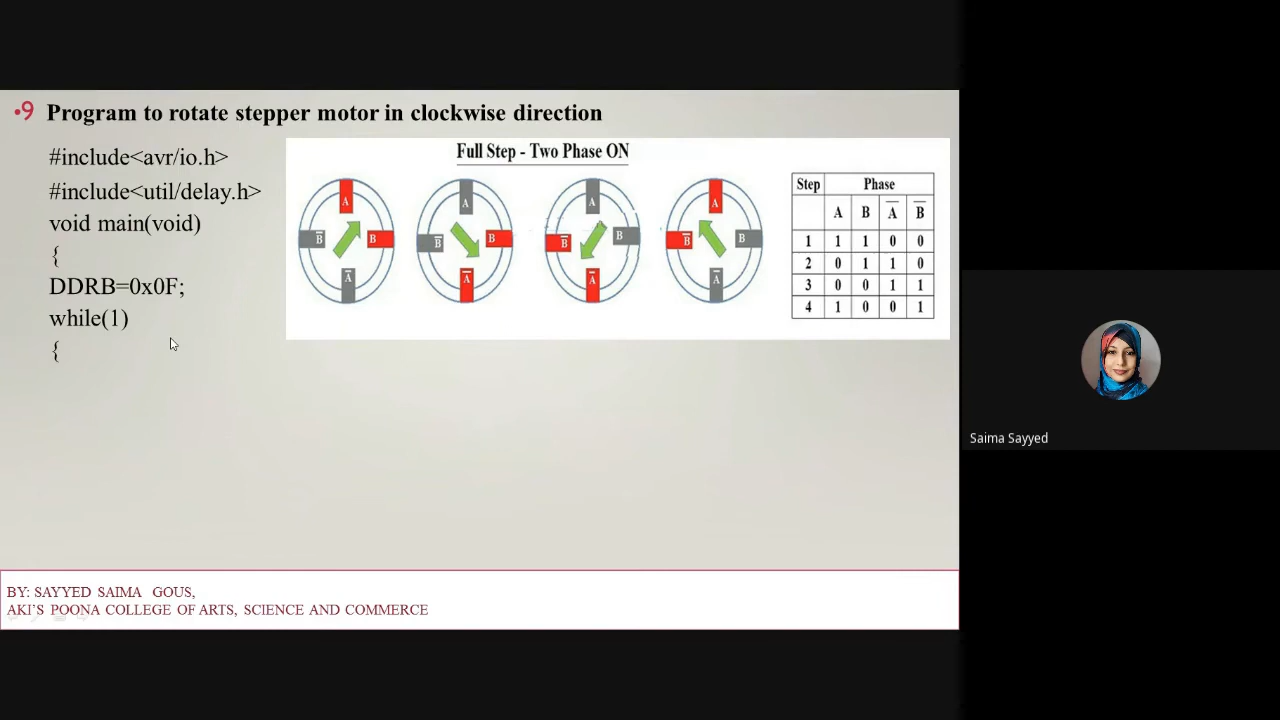 •9 Program to rotate stepper motor in clockwise direction
#include<avr/io.h>
#include<util/delay.h>
void main(void)
{
DDRB=0x0F;
while(1)
{
Full Step - Two Phase ON
A
B̅ B
A̅
A
B̅ B
A̅
A
B̅ B
A̅
A
B̅ B
A̅
Step Phase
A B A̅ B̅
1 1 1 0 0
2 0 1 1 0
3 0 0 1 1
4 1 0 0 1
BY: SAYYED SAIMA GOUS,
AKI'S POONA COLLEGE OF ARTS, SCIENCE AND COMMERCE
Saima Sayyed